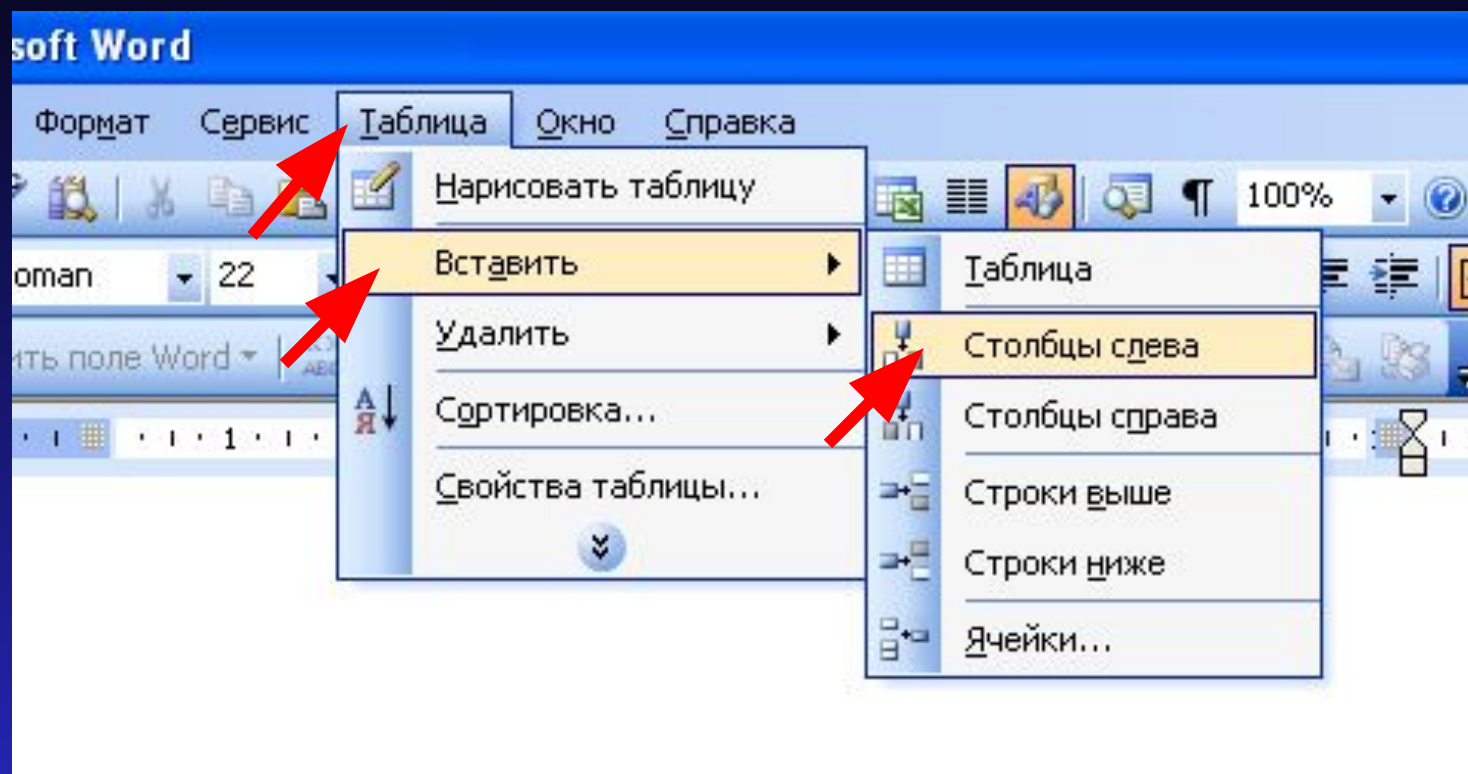 soft Word
Формат Сервис Таблица Окно Справка
Нарисовать таблицу
100%
Вставить
Таблица
oman 22
Удалить
Столбцы слева
ить поле Word
Сортировка...
Столбцы справа
1
Свойства таблицы...
Строки выше
Строки ниже
Ячейки...